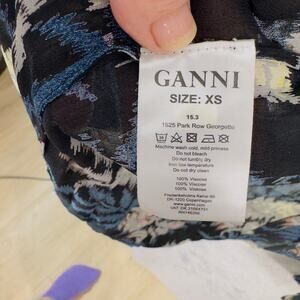 GANNI
SIZE: XS
15.3
1525 Park Row Georgette
Machine wash cold, mild process
Do not bleach
Do not tumbly dry
Iron low temperature
Do not dry clean
100% Viscose
100% Viscose
100% Viscose
Frederiksholms Kanal
DK-1220 Copenhagen
www.ganni.com